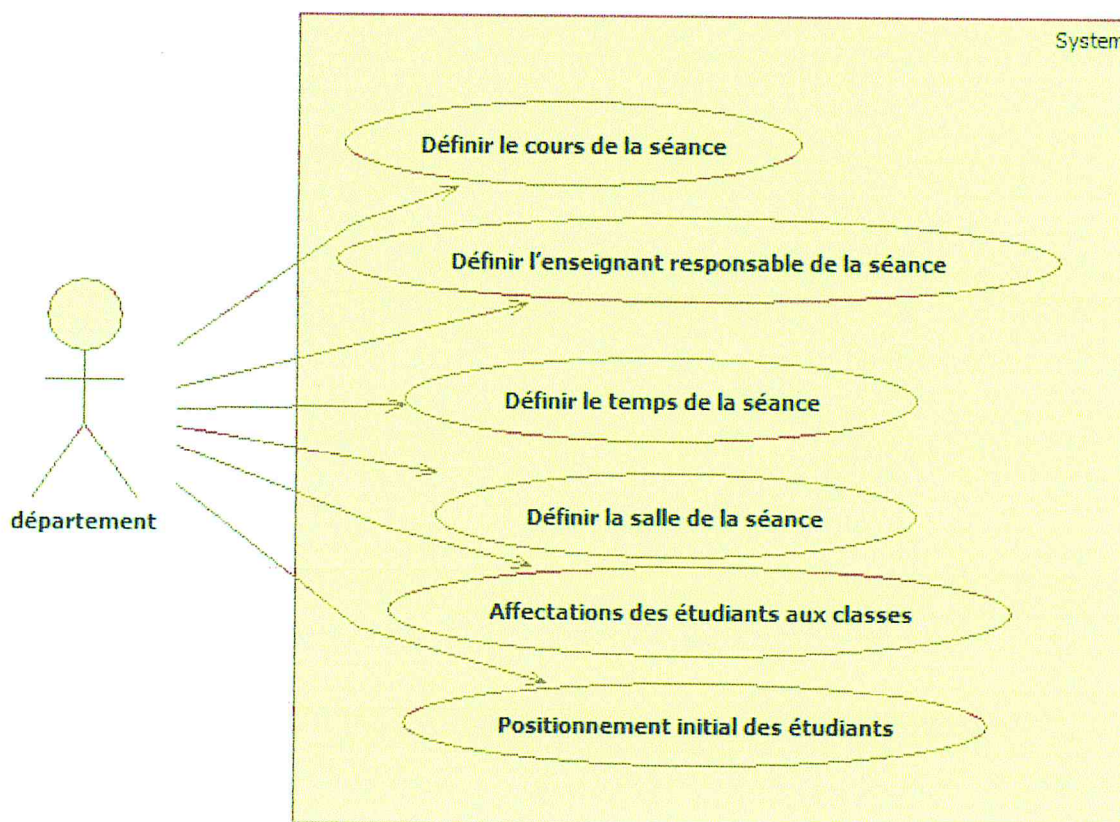 System
Définir le cours de la séance
Définir l'enseignant responsable de la séance
Définir le temps de la séance
Définir la salle de la séance
département
Affectations des étudiants aux classes
Positionnement initial des étudiants